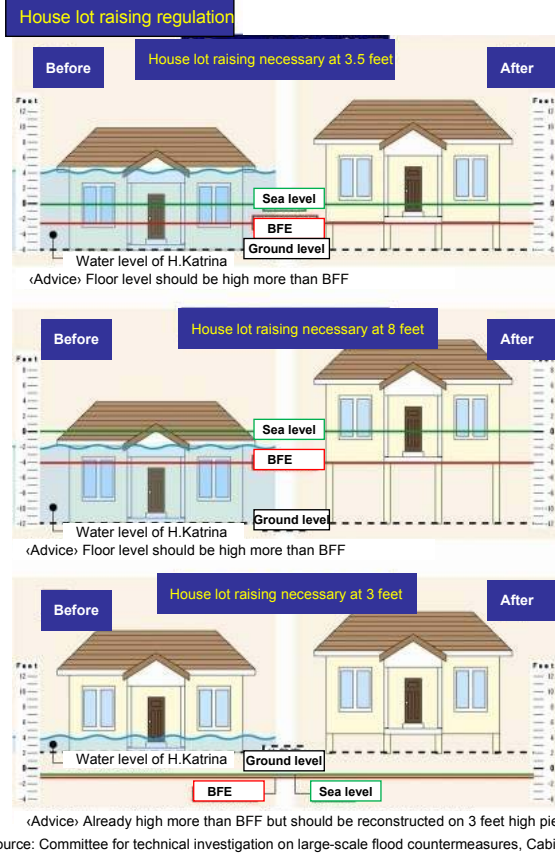 House lot raising regulation
Before
House lot raising necessary at 3.5 feet
After
Sea level
BFE
Ground level
Water level of H.Katrina
‹Advice› Floor level should be high more than BFF
Before
House lot raising necessary at 8 feet
After
Sea level
BFE
Ground level
Water level of H.Katrina
‹Advice› Floor level should be high more than BFF
Before
House lot raising necessary at 3 feet
After
Water level of H.Katrina
Ground level
BFE
Sea level
‹Advice› Already high more than BFF but should be reconstructed on 3 feet high pie
ource: Committee for technical investigation on large-scale flood countermeasures, Cabi